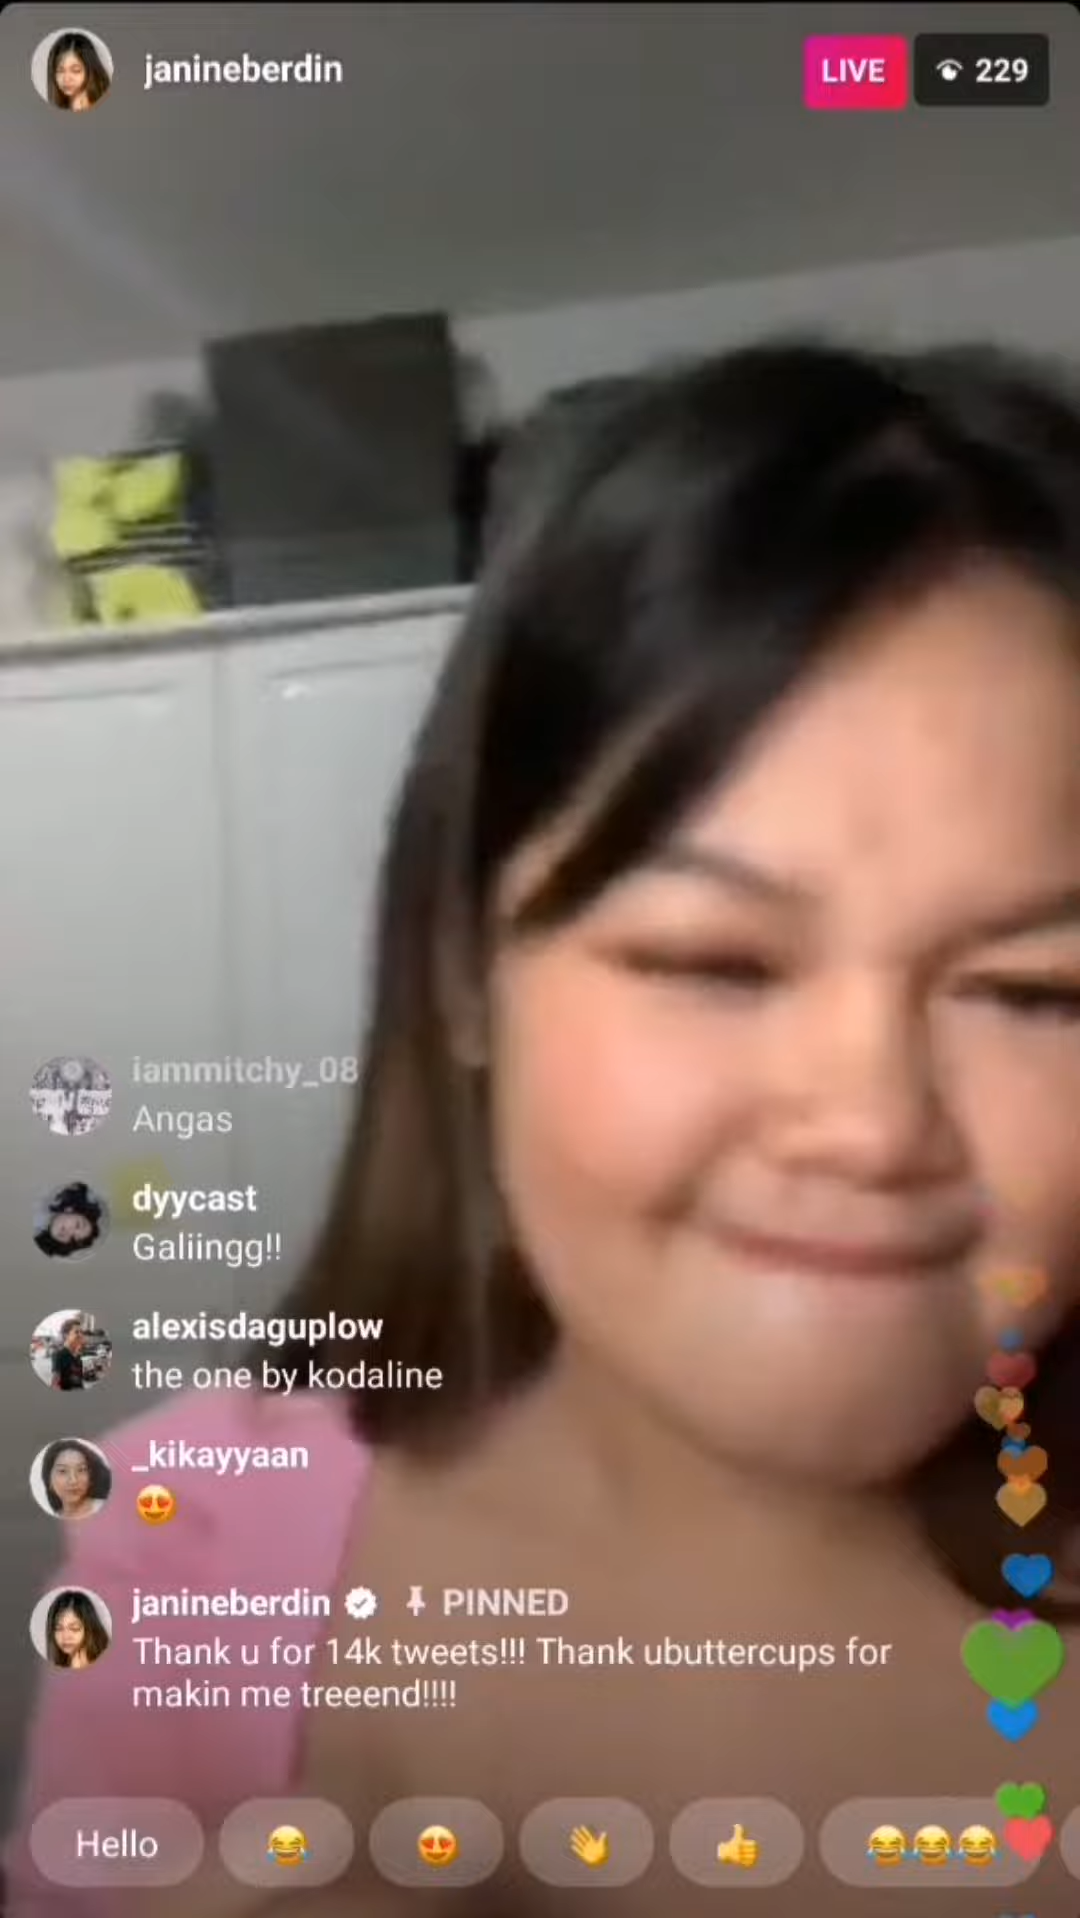 janineberdin
LIVE 229
iammitchy_08
Angas
dyycast
Galiingg!!
alexisdaguplow
the one by kodaline
_kikayyaan
😍
janineberdin PINNED
Thank u for 14k tweets!!! Thank ubuttercups for
makin me treeend!!!!
Hello 😂 😍 👋 👍 😂😂😂